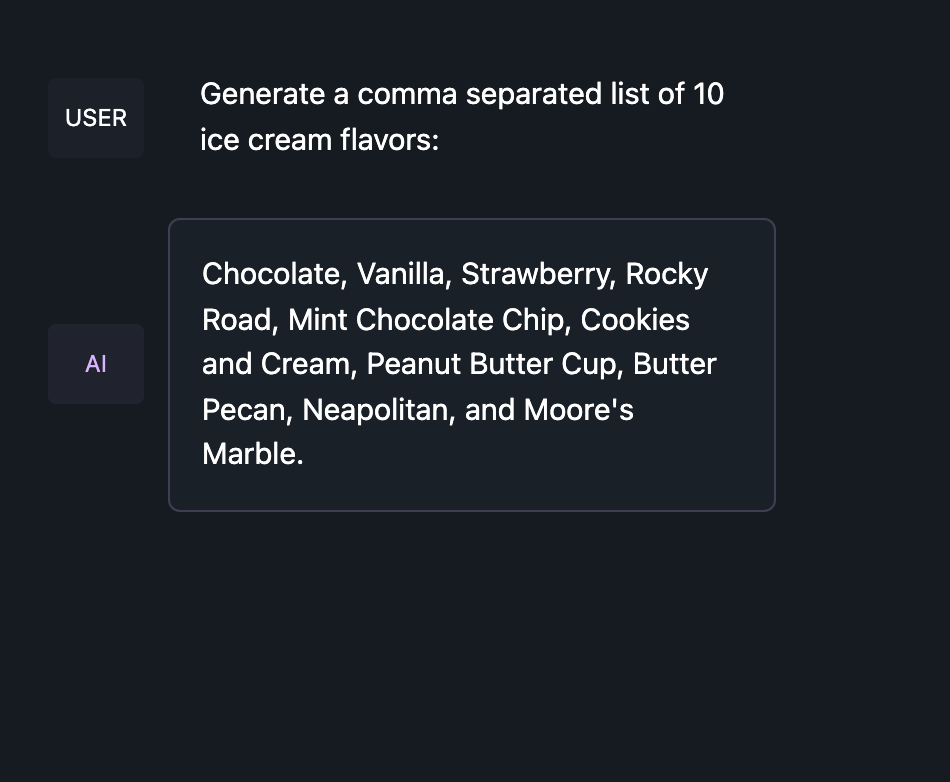 USER
Generate a comma separated list of 10
ice cream flavors:
AI
Chocolate, Vanilla, Strawberry, Rocky
Road, Mint Chocolate Chip, Cookies
and Cream, Peanut Butter Cup, Butter
Pecan, Neapolitan, and Moore's
Marble.